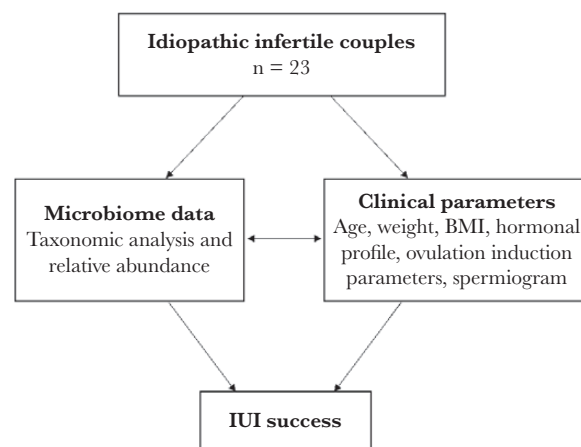 Idiopathic infertile couples
n = 23
Microbiome data
Taxonomic analysis and
relative abundance
Clinical parameters
Age, weight, BMI, hormonal
profile, ovulation induction
parameters, spermiogram
IUI success